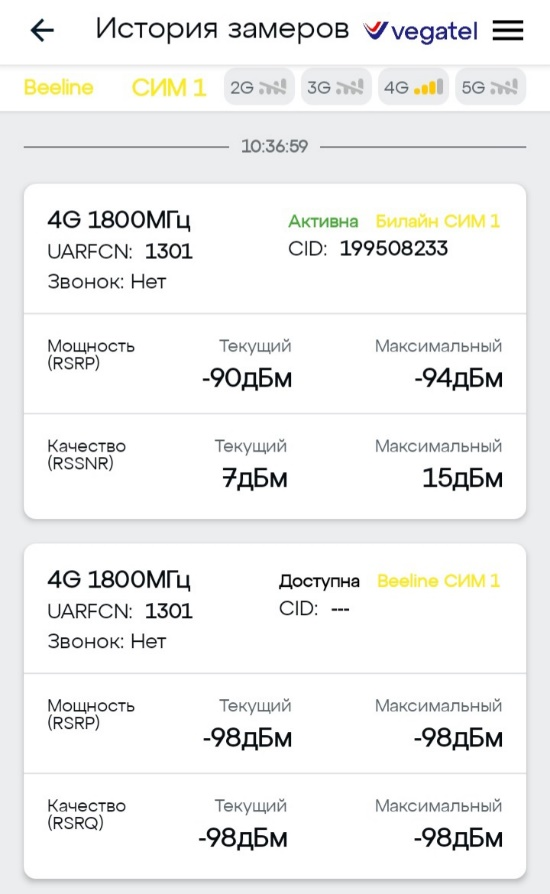 История замеров vegatel
Beeline СИМ 1 2G 3G 4G 5G
10:36:59
4G 1800МГц Активна Билайн СИМ 1
UARFCN: 1301 CID: 199508233
Звонок: Нет
Мощность Текущий Максимальный
(RSRP) -90дБм -94дБм
Качество Текущий Максимальный
(RSSNR) 7дБм 15дБм
4G 1800МГц Доступна Beeline СИМ 1
UARFCN: 1301 CID: ---
Звонок: Нет
Мощность Текущий Максимальный
(RSRP) -98дБм -98дБм
Качество Текущий Максимальный
(RSRQ) -98дБм -98дБм